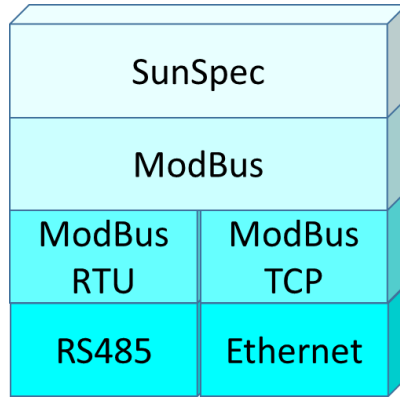 SunSpec
ModBus
ModBus
RTU
ModBus
TCP
RS485
Ethernet